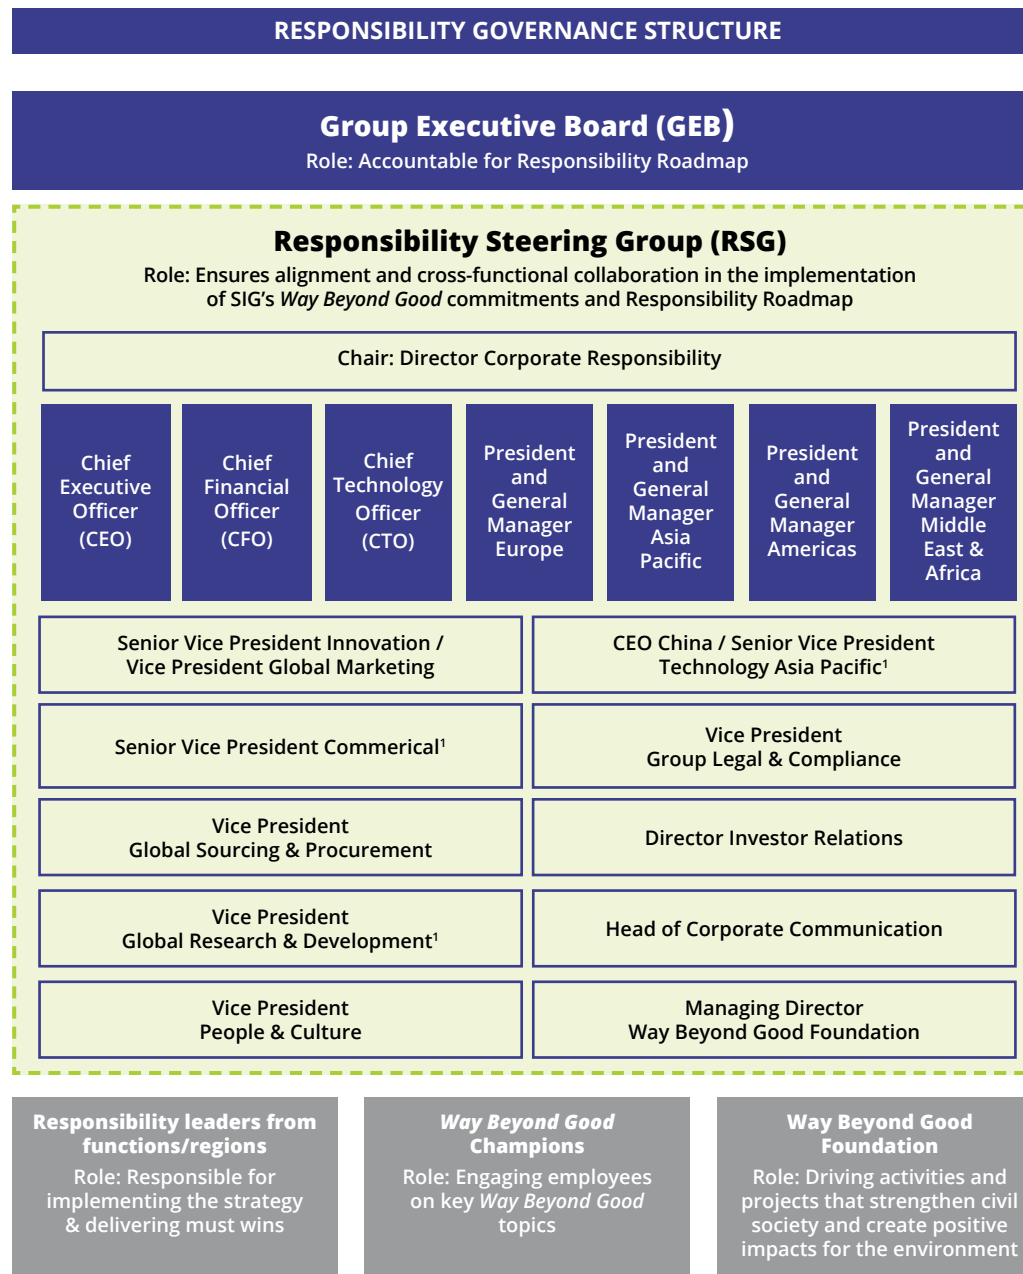 RESPONSIBILITY GOVERNANCE STRUCTURE
Group Executive Board (GEB)
Role: Accountable for Responsibility Roadmap
Responsibility Steering Group (RSG)
Role: Ensures alignment and cross-functional collaboration in the implementation
of SIG’s Way Beyond Good commitments and Responsibility Roadmap
Chair: Director Corporate Responsibility
Chief
Executive
Officer
(CEO)
Chief
Financial
Officer
(CFO)
Chief
Technology
Officer
(CTO)
President
and
General
Manager
Europe
President
and
General
Manager
Asia
Pacific
President
and
General
Manager
Americas
President
and
General
Manager
Middle
East &
Africa
Senior Vice President Innovation /
Vice President Global Marketing
CEO China / Senior Vice President
Technology Asia Pacific¹
Senior Vice President Commerical¹
Vice President
Group Legal & Compliance
Vice President
Global Sourcing & Procurement
Director Investor Relations
Vice President
Global Research & Development¹
Head of Corporate Communication
Vice President
People & Culture
Managing Director
Way Beyond Good Foundation
Responsibility leaders from
functions/regions
Role: Responsible for
implementing the strategy
& delivering must wins
Way Beyond Good
Champions
Role: Engaging employees
on key Way Beyond Good
topics
Way Beyond Good
Foundation
Role: Driving activities and
projects that strengthen civil
society and create positive
impacts for the environment